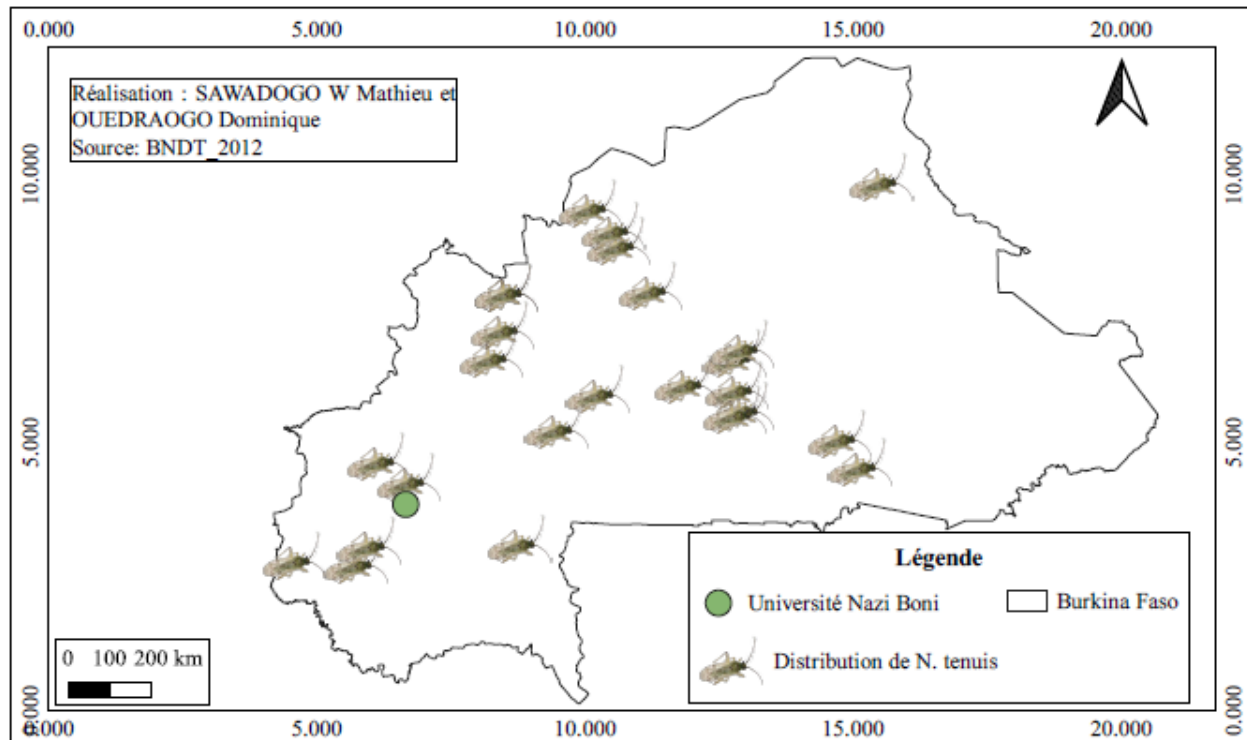 0.000 5.000 10.000 15.000 20.000
Réalisation : SAWADOGO W Mathieu et
OUEDRAOGO Dominique
Source: BNDT_2012
10.000
10.000
5.000
5.000
Légende
Université Nazi Boni
Burkina Faso
Distribution de N. tenuis
0 100 200 km
0.000
0.000
0.000 5.000 10.000 15.000 20.000